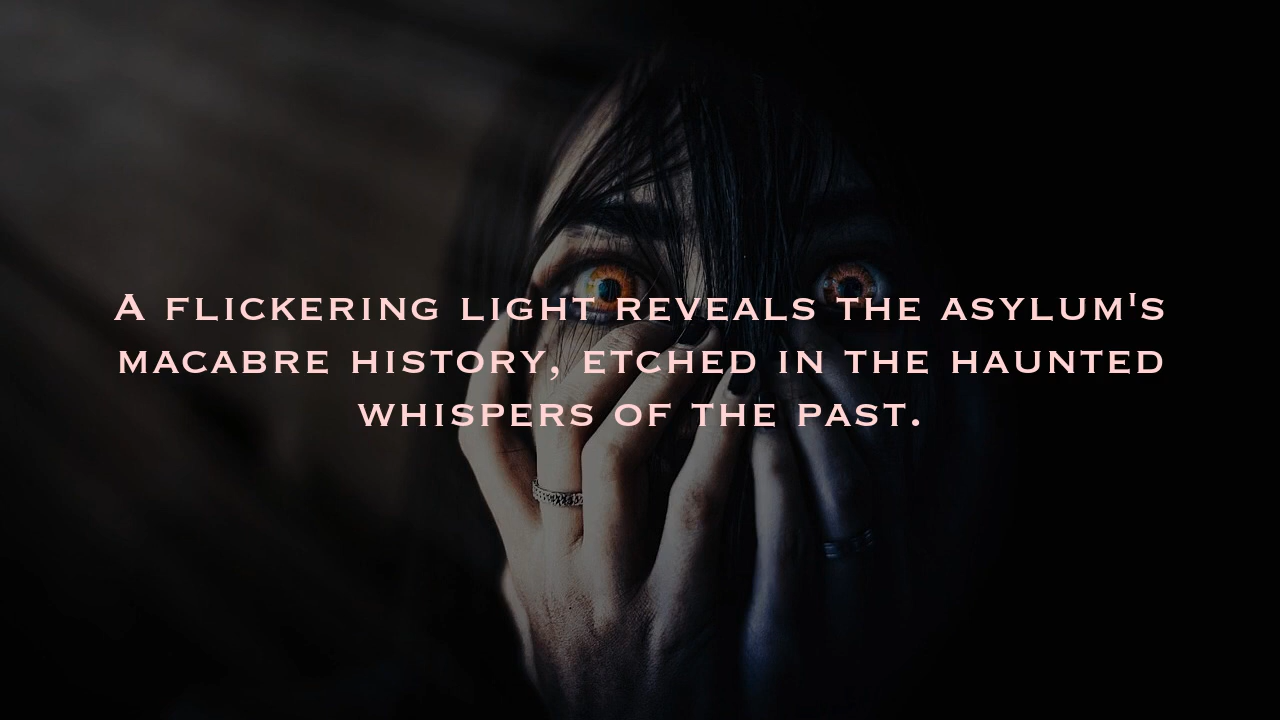 A FLICKERING LIGHT REVEALS THE ASYLUM'S
MACABRE HISTORY, ETCHED IN THE HAUNTED
WHISPERS OF THE PAST.